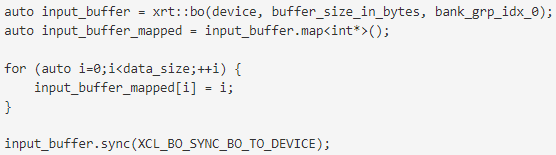 auto input_buffer = xrt::bo(device, buffer_size_in_bytes, bank_grp_idx_0);
auto input_buffer_mapped = input_buffer.map<int*>();

for (auto i=0;i<data_size;++i) {
    input_buffer_mapped[i] = i;
}

input_buffer.sync(XCL_BO_SYNC_BO_TO_DEVICE);